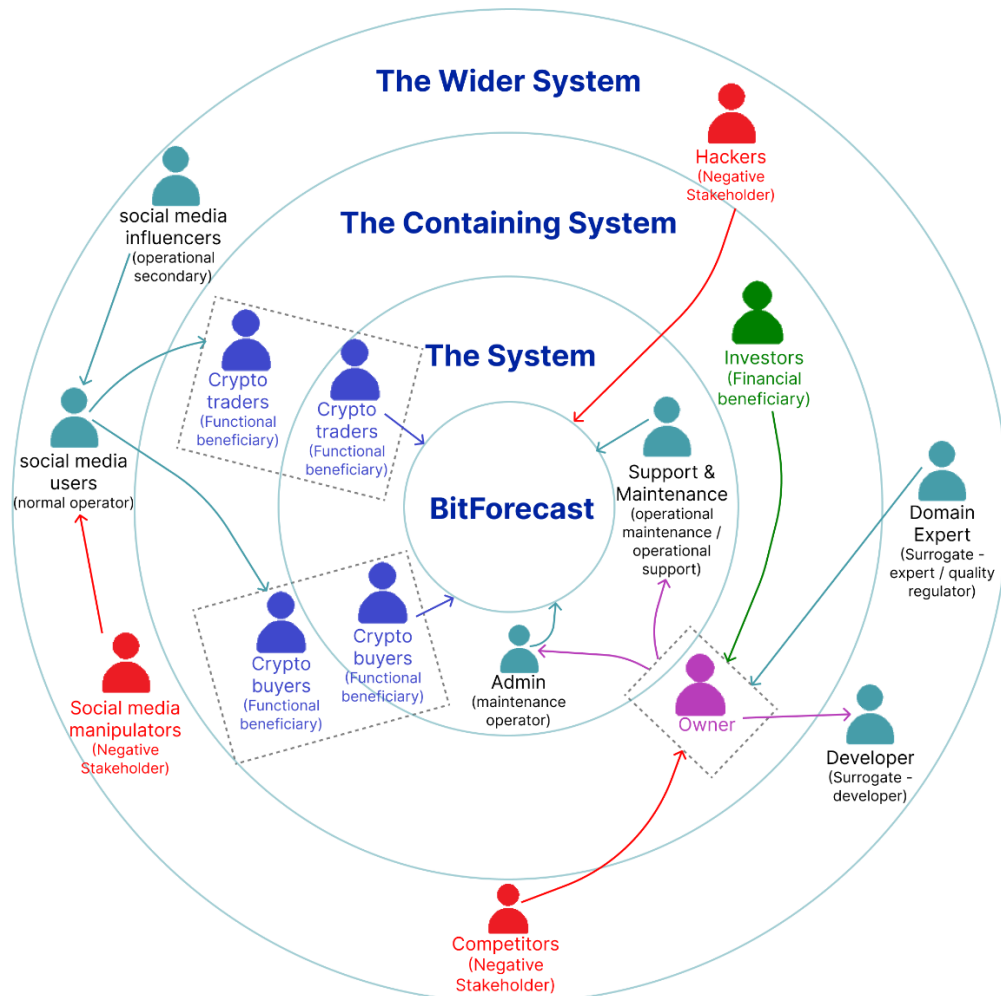 The Wider System
Hackers
(Negative
Stakeholder)
social media
influencers
(operational
secondary)
The Containing System
The System
Investors
(Financial
beneficiary)
Crypto
traders
(Functional
beneficiary)
Crypto
traders
(Functional
beneficiary)
social media
users
(normal operator)
Support &
Maintenance
(operational
maintenance /
operational
support)
BitForecast
Domain
Expert
(Surrogate -
expert / quality
regulator)
Crypto
buyers
(Functional
beneficiary)
Crypto
buyers
(Functional
beneficiary)
Admin
(maintenance
operator)
Social media
manipulators
(Negative
Stakeholder)
Owner
Developer
(Surrogate -
developer)
Competitors
(Negative
Stakeholder)